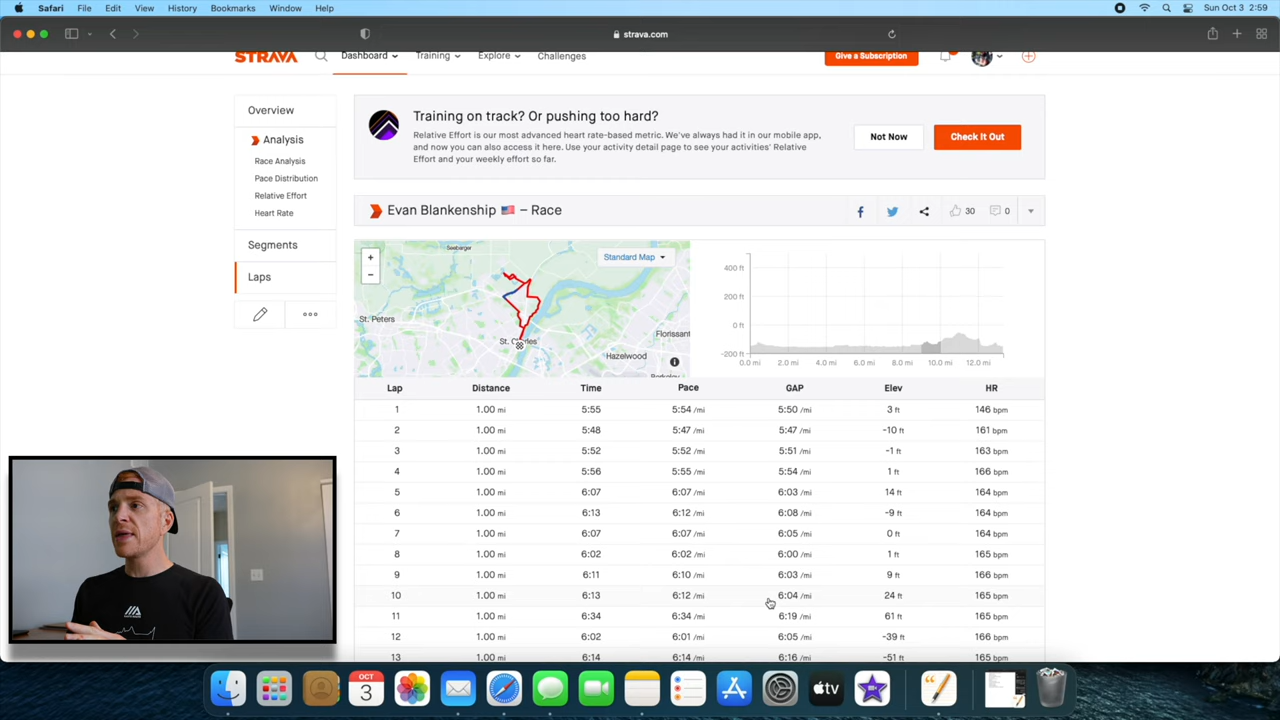 Safari File Edit View History Bookmarks Window Help Sun Oct 3 2:59
strava.com
STRAVA Dashboard Training Explore Challenges Give a Subscription
Overview
Analysis
Race Analysis
Pace Distribution
Relative Effort
Heart Rate
Segments
Laps
Training on track? Or pushing too hard?
Relative Effort is our most advanced heart rate-based metric. We've always had it in our mobile app,
and now you can also access it here. Use your activity detail page to see your activities' Relative
Effort and your weekly effort so far.
Not Now Check It Out
Evan Blankenship 🇺🇸 – Race
30 0
+
−
Seeburger
Standard Map
St. Peters
Florissant
Hazelwood
400 ft
200 ft
0 ft
-200 ft
0.0 mi 2.0 mi 4.0 mi 6.0 mi 8.0 mi 10.0 mi 12.0 mi
Lap Distance Time Pace GAP Elev HR
1 1.00 mi 5:55 5:54 /mi 5:50 /mi 3 ft 146 bpm
2 1.00 mi 5:48 5:47 /mi 5:47 /mi -10 ft 161 bpm
3 1.00 mi 5:52 5:52 /mi 5:51 /mi -1 ft 163 bpm
4 1.00 mi 5:56 5:55 /mi 5:54 /mi 1 ft 166 bpm
5 1.00 mi 6:07 6:07 /mi 6:03 /mi 14 ft 164 bpm
6 1.00 mi 6:13 6:12 /mi 6:08 /mi -9 ft 164 bpm
7 1.00 mi 6:07 6:07 /mi 6:05 /mi 0 ft 164 bpm
8 1.00 mi 6:02 6:02 /mi 6:00 /mi 1 ft 165 bpm
9 1.00 mi 6:11 6:10 /mi 6:03 /mi 9 ft 166 bpm
10 1.00 mi 6:13 6:12 /mi 6:04 /mi 24 ft 165 bpm
11 1.00 mi 6:34 6:34 /mi 6:19 /mi 61 ft 165 bpm
12 1.00 mi 6:02 6:01 /mi 6:05 /mi -39 ft 166 bpm
13 1.00 mi 6:14 6:14 /mi 6:16 /mi -51 ft 165 bpm
OCT
3
tv